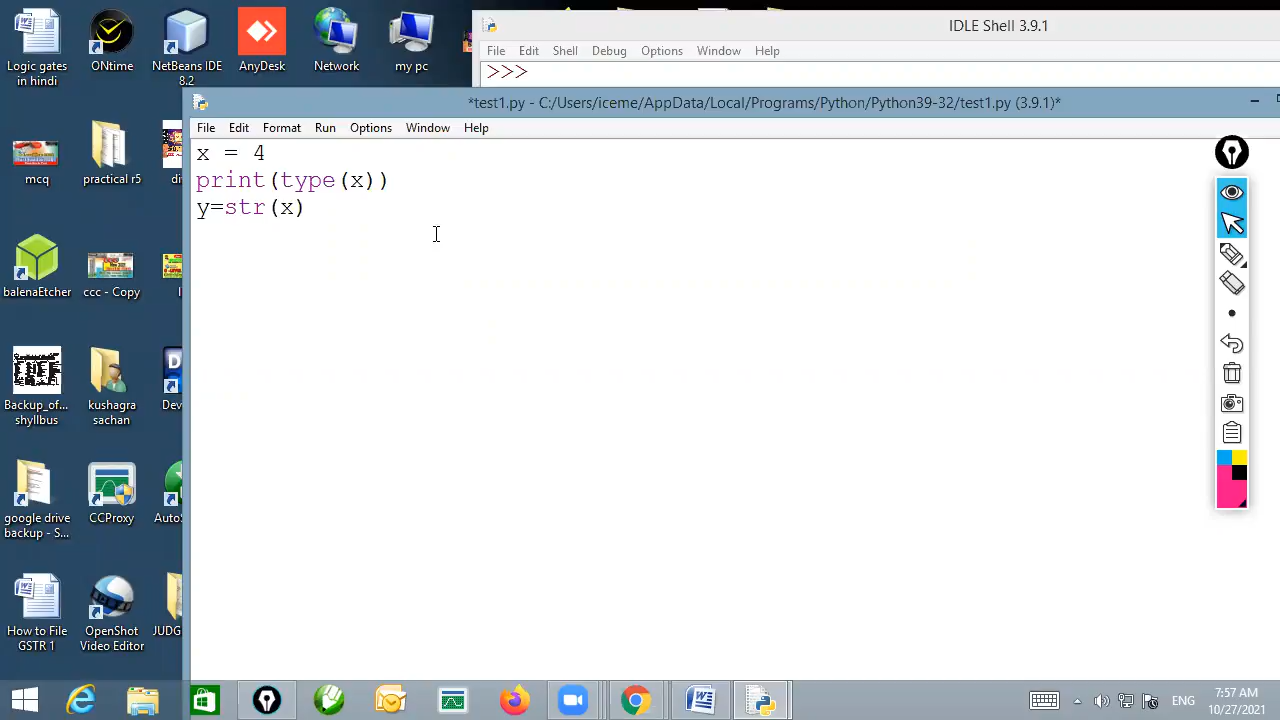 IDLE Shell 3.9.1
File Edit Shell Debug Options Window Help
>>>
*test1.py - C:/Users/iceme/AppData/Local/Programs/Python/Python39-32/test1.py (3.9.1)*
File Edit Format Run Options Window Help
x = 4
print(type(x))
y=str(x)
Logic gates
in hindi
ONtime
NetBeans IDE
8.2
AnyDesk
Network
my pc
mcq
practical r5
di
balenaEtcher
ccc - Copy
Backup_of...
shyllbus
kushagra
sachan
Dev
google drive
backup - S...
CCProxy
AutoS
How to File
GSTR 1
OpenShot
Video Editor
JUDG
ENG
7:57 AM
10/27/2021